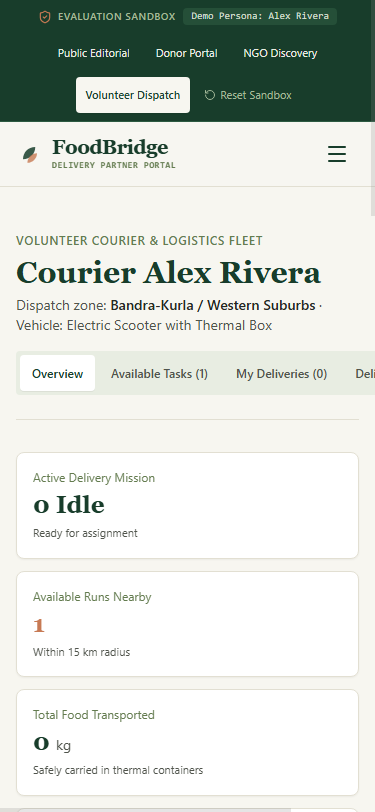 EVALUATION SANDBOX Demo Persona: Alex Rivera
Public Editorial Donor Portal NGO Discovery
Volunteer Dispatch Reset Sandbox
FoodBridge
DELIVERY PARTNER PORTAL
VOLUNTEER COURIER & LOGISTICS FLEET
Courier Alex Rivera
Dispatch zone: Bandra-Kurla / Western Suburbs ·
Vehicle: Electric Scooter with Thermal Box
Overview Available Tasks (1) My Deliveries (0) Deli
Active Delivery Mission
0 Idle
Ready for assignment
Available Runs Nearby
1
Within 15 km radius
Total Food Transported
0 kg
Safely carried in thermal containers